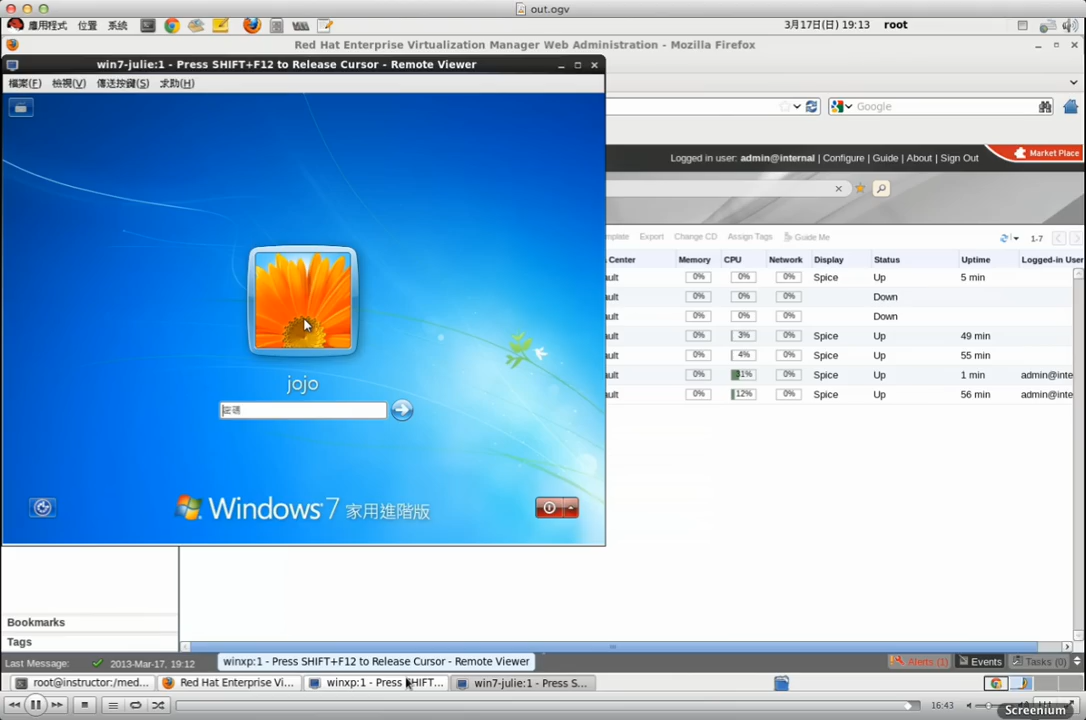 out.ogv
應用程式 位置 系統 3月17日(日) 19:13 root
Red Hat Enterprise Virtualization Manager Web Administration - Mozilla Firefox
win7-julie:1 - Press SHIFT+F12 to Release Cursor - Remote Viewer
檔案(F) 檢視(V) 傳送按鍵(S) 求助(H)
Google
Logged in user: admin@internal | Configure | Guide | About | Sign Out
Market Place
mplate Export Change CD Assign Tags Guide Me 1-7
Center Memory CPU Network Display Status Uptime Logged-in User
ault 0% 0% 0% Spice Up 5 min
ault 0% 0% 0% Down
ault 0% 0% 0% Down
ault 0% 3% 0% Spice Up 49 min
ault 0% 4% 0% Spice Up 55 min
ault 0% 31% 0% Spice Up 1 min admin@inte
ault 0% 12% 0% Spice Up 56 min admin@inte
jojo
密碼
Windows 7 家用進階版
Bookmarks
Tags
Last Message: 2013-Mar-17, 19:12
winxp:1 - Press SHIFT+F12 to Release Cursor - Remote Viewer
Alerts (1) Events Tasks (0)
root@instructor:/med... Red Hat Enterprise Vi... winxp:1 - Press SHIFT... win7-julie:1 - Press S...
16:43
Screenium